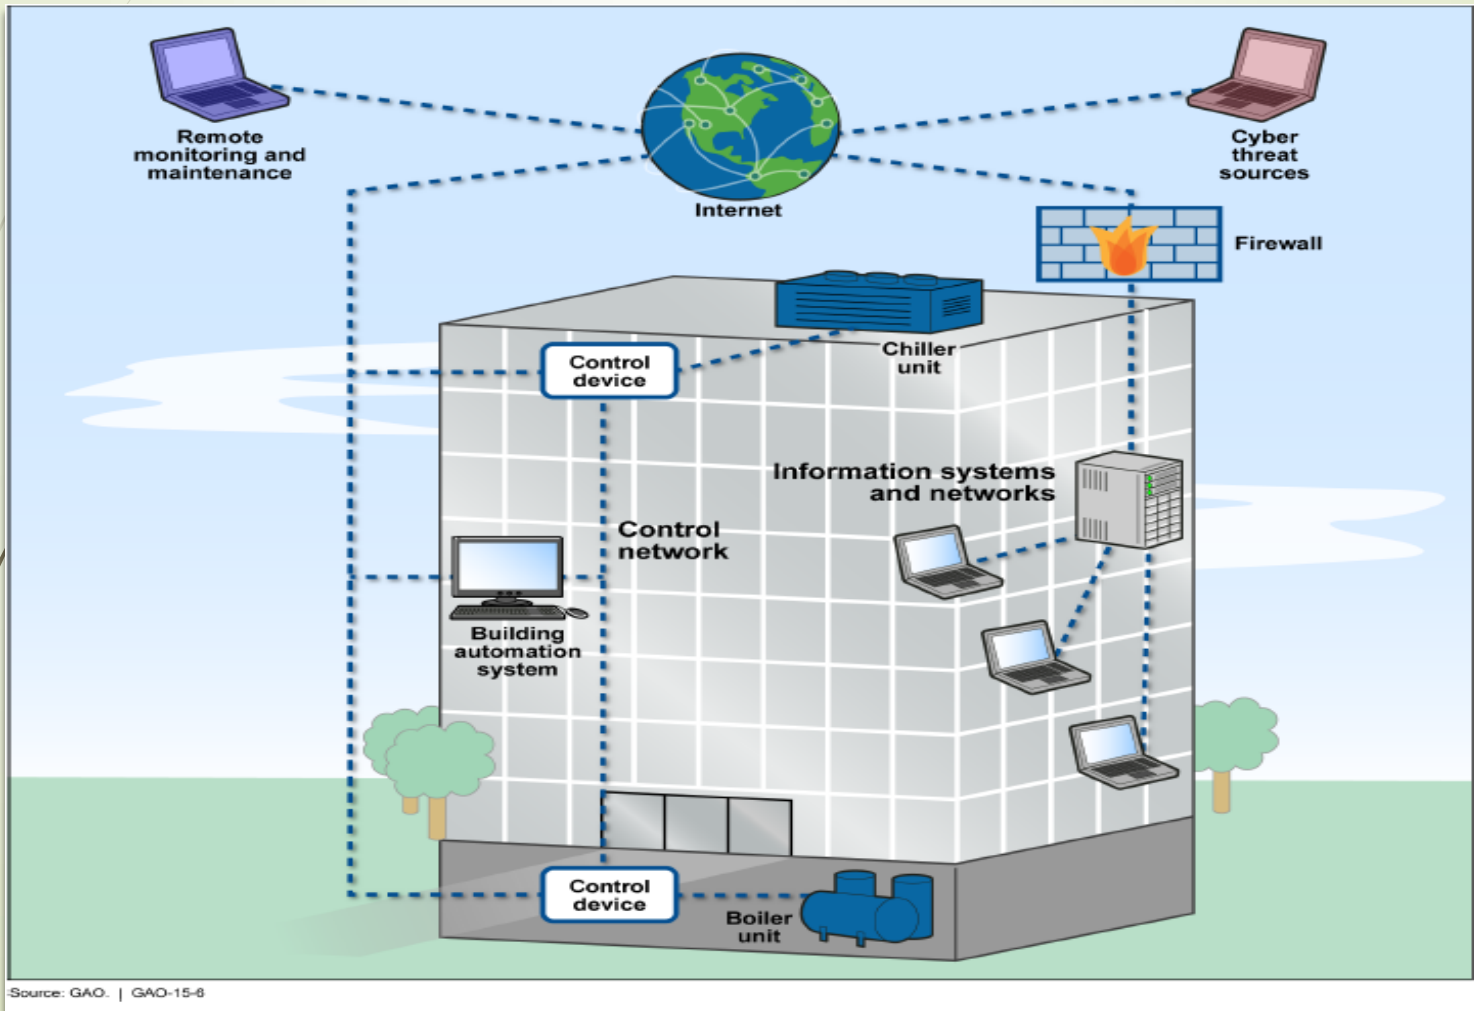 Remote
monitoring and
maintenance
Internet
Cyber
threat
sources
Firewall
Chiller
unit
Control
device
Information systems
and networks
Control
network
Building
automation
system
Control
device
Boiler
unit
Source: GAO. | GAO-15-6